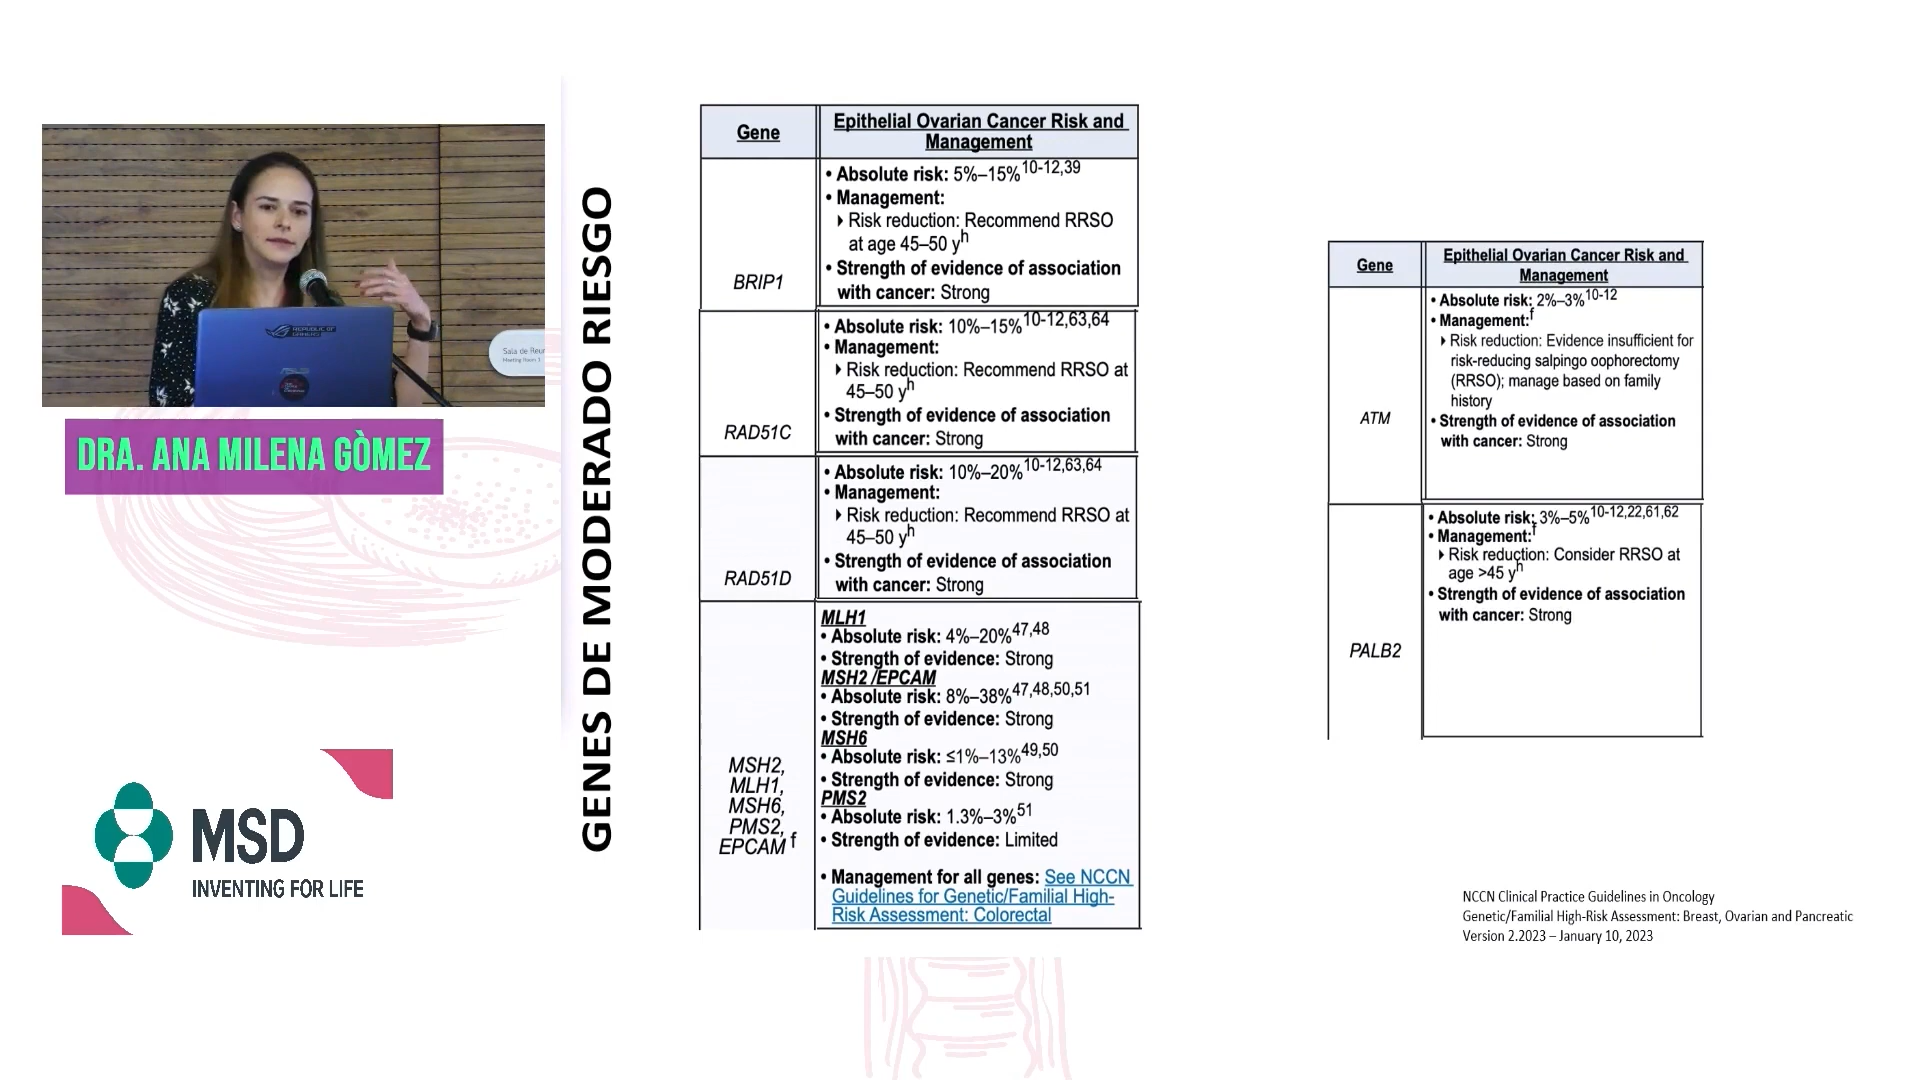 REPUBLIC OF
GAMERS
Sala de Reun
Meeting Room 1
DRA. ANA MILENA GÒMEZ
MSD
INVENTING FOR LIFE
GENES DE MODERADO RIESGO
Gene
Epithelial Ovarian Cancer Risk and
Management
BRIP1
• Absolute risk: 5%–15%10-12,39
• Management:
Risk reduction: Recommend RRSO
at age 45–50 yh
• Strength of evidence of association
with cancer: Strong
RAD51C
• Absolute risk: 10%–15%10-12,63,64
• Management:
Risk reduction: Recommend RRSO at
45–50 yh
• Strength of evidence of association
with cancer: Strong
RAD51D
• Absolute risk: 10%–20%10-12,63,64
• Management:
Risk reduction: Recommend RRSO at
45–50 yh
• Strength of evidence of association
with cancer: Strong
MSH2,
MLH1,
MSH6,
PMS2,
EPCAM f
MLH1
• Absolute risk: 4%–20%47,48
• Strength of evidence: Strong
MSH2 /EPCAM
• Absolute risk: 8%–38%47,48,50,51
• Strength of evidence: Strong
MSH6
• Absolute risk: ≤1%–13%49,50
• Strength of evidence: Strong
PMS2
• Absolute risk: 1.3%–3%51
• Strength of evidence: Limited
• Management for all genes: See NCCN
Guidelines for Genetic/Familial High-
Risk Assessment: Colorectal
Gene
Epithelial Ovarian Cancer Risk and
Management
ATM
• Absolute risk: 2%–3%10-12
• Management:f
Risk reduction: Evidence insufficient for
risk-reducing salpingo oophorectomy
(RRSO); manage based on family
history
• Strength of evidence of association
with cancer: Strong
PALB2
• Absolute risk: 3%–5%10-12,22,61,62
• Management:f
Risk reduction: Consider RRSO at
age >45 yh
• Strength of evidence of association
with cancer: Strong
NCCN Clinical Practice Guidelines in Oncology
Genetic/Familial High-Risk Assessment: Breast, Ovarian and Pancreatic
Version 2.2023 – January 10, 2023